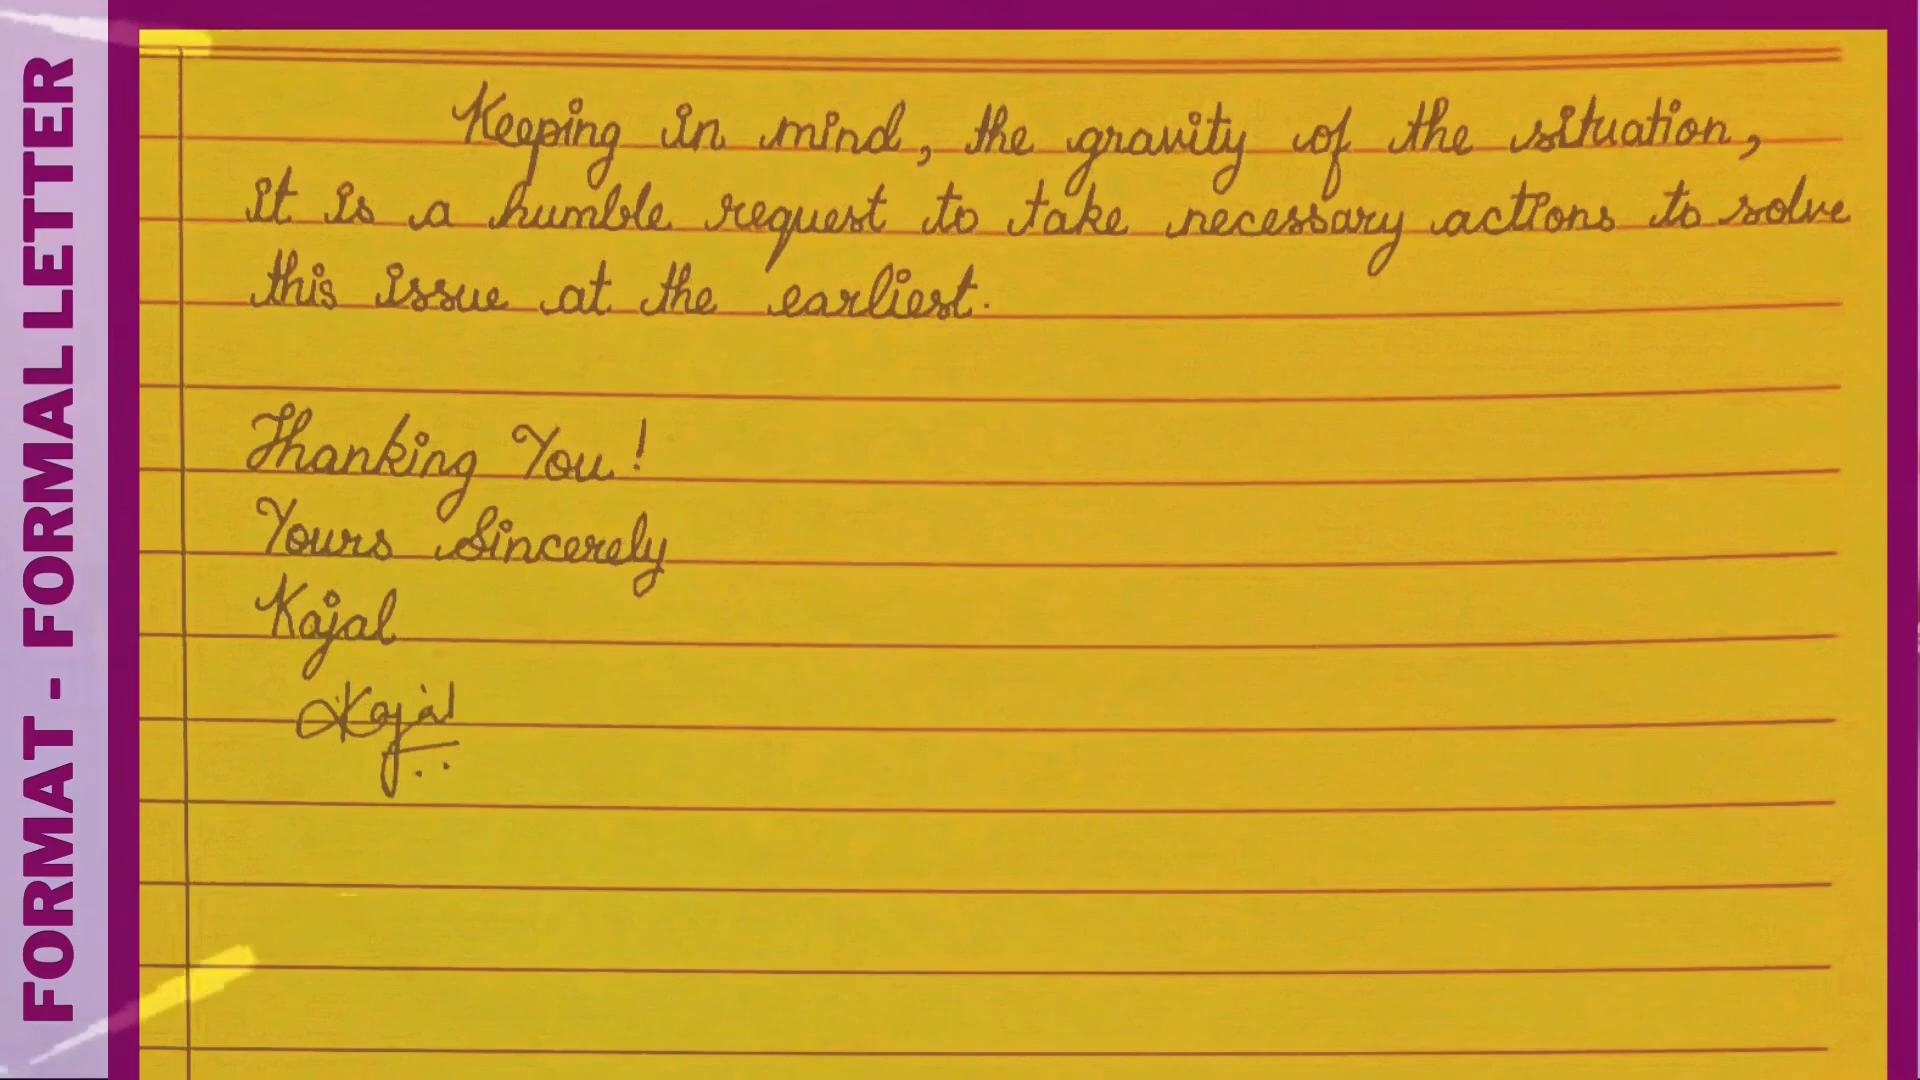 FORMAT - FORMAL LETTER
Keeping in mind, the gravity of the situation,
it is a humble request to take necessary actions to solve
this issue at the earliest.
Thanking You!
Yours Sincerely
Kajal
Kajal